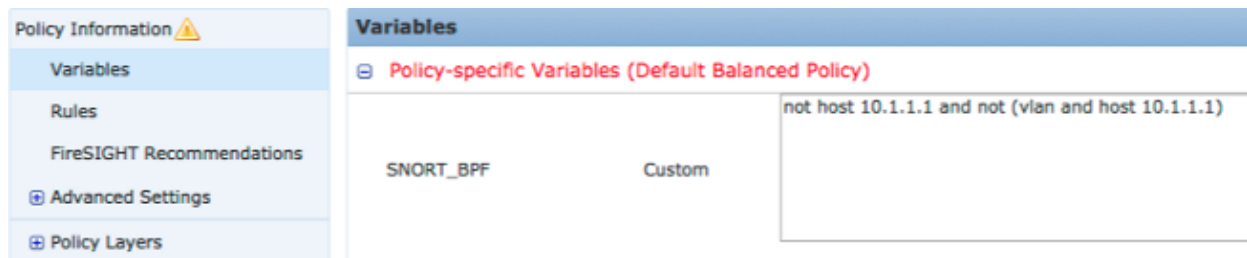 Policy Information
Variables
Rules
FireSIGHT Recommendations
Advanced Settings
Policy Layers
Variables
Policy-specific Variables (Default Balanced Policy)
SNORT_BPF
Custom
not host 10.1.1.1 and not (vlan and host 10.1.1.1)